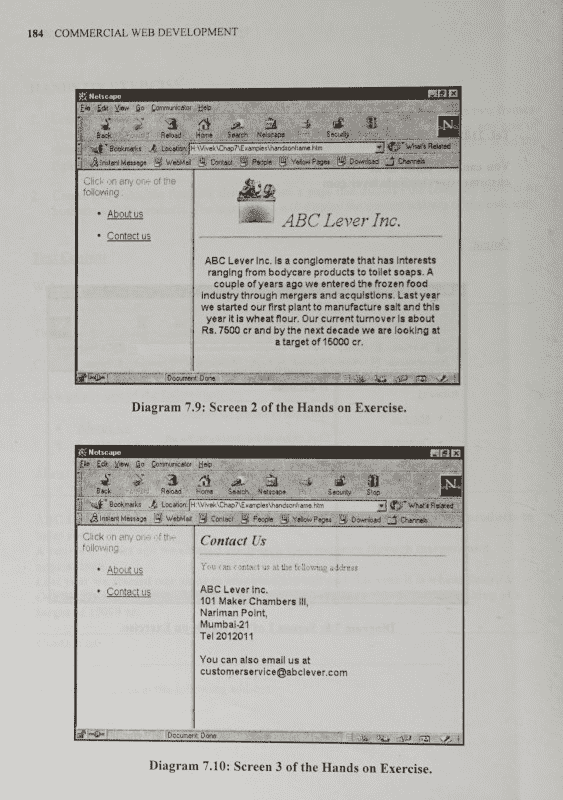 184 COMMERCIAL WEB DEVELOPMENT
Netscape
File Edit View Go Communicator Help
Back Reload Home Search Netscape Security
Bookmarks Location: H:\Vivek\Chap7\Examples\handsonframe.htm What's Related
Instant Message WebMail Contact People Yellow Pages Download Channels
Click on any one of the
following :
• About us
• Contact us
ABC Lever Inc.
ABC Lever Inc. is a conglomerate that has interests
ranging from bodycare products to toilet soaps. A
couple of years ago we entered the frozen food
industry through mergers and acquistions. Last year
we started our first plant to manufacture salt and this
year it is wheat flour. Our current turnover is about
Rs. 7500 cr and by the next decade we are looking at
a target of 15000 cr.
Document: Done
Diagram 7.9: Screen 2 of the Hands on Exercise.
Netscape
File Edit View Go Communicator Help
Back Reload Home Search Netscape Security Stop
Bookmarks Location: H:\Vivek\Chap7\Examples\handsonframe.htm What's Related
Instant Message WebMail Contact People Yellow Pages Download Channels
Click on any one of the
following :
• About us
• Contact us
Contact Us
You can contact us at the following address
ABC Lever Inc.
101 Maker Chambers III,
Nariman Point,
Mumbai-21
Tel 2012011
You can also email us at
customerservice@abclever.com
Document: Done
Diagram 7.10: Screen 3 of the Hands on Exercise.